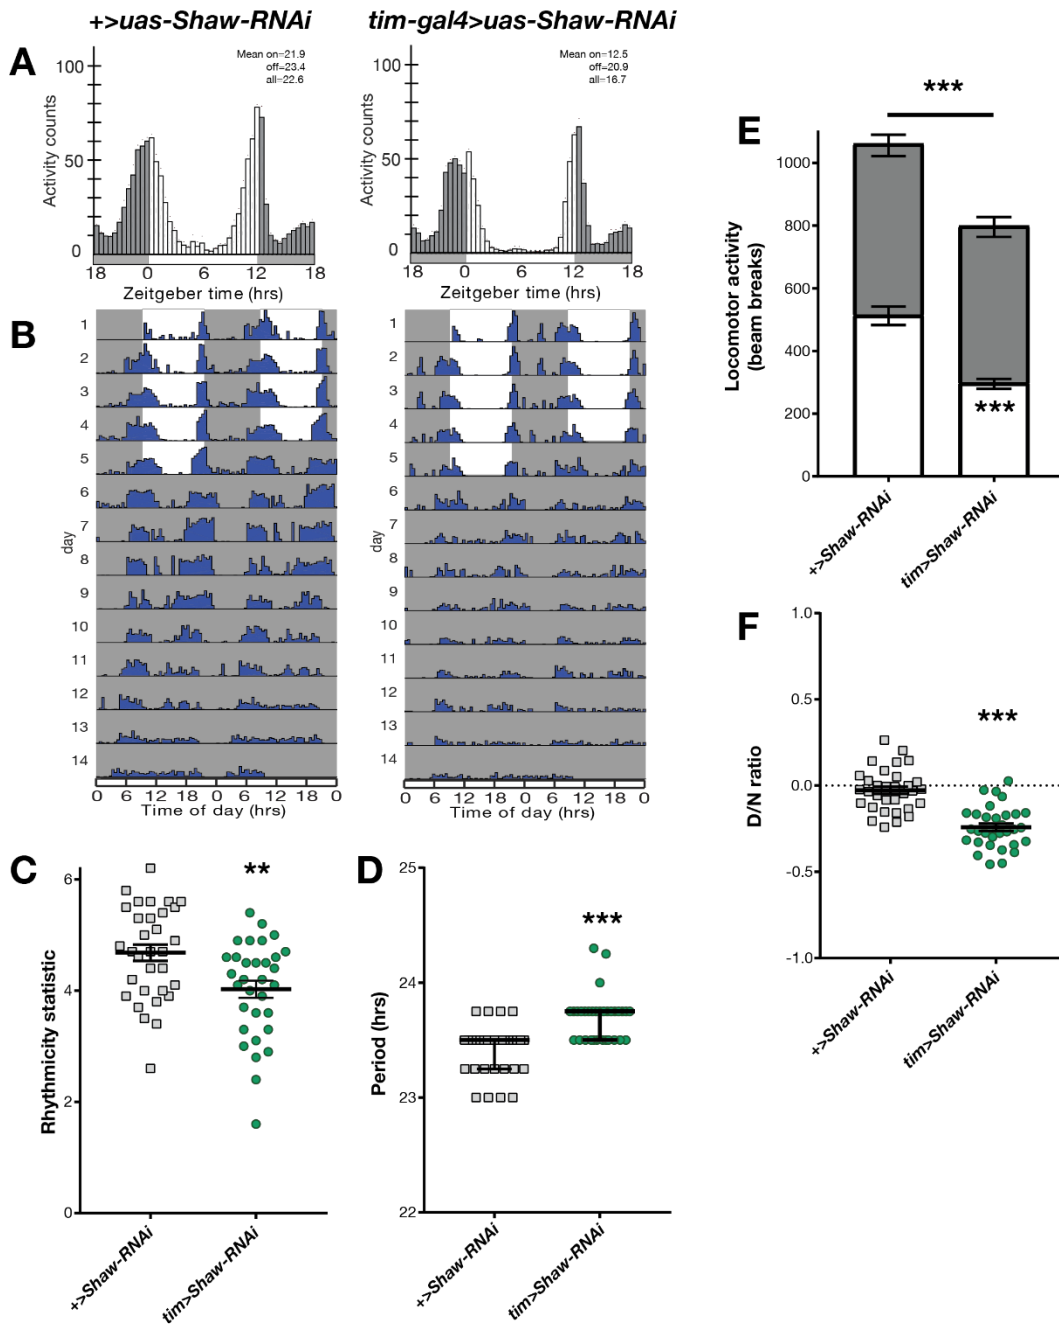 +>uas-Shaw-RNAi
tim-gal4>uas-Shaw-RNAi
A
Mean on=21.9
off=23.4
all=22.6
100
50
0
Activity counts
18 0 6 12 18
Zeitgeber time (hrs)
Mean on=12.5
off=20.9
all=16.7
100
50
0
Activity counts
18 0 6 12 18
Zeitgeber time (hrs)
B
1
2
3
4
5
6
7
8
9
10
11
12
13
14
day
0 6 12 18 0 6 12 18 0
Time of day (hrs)
1
2
3
4
5
6
7
8
9
10
11
12
13
14
day
0 6 12 18 0 6 12 18 0
Time of day (hrs)
C
**
6
4
2
0
Rhythmicity statistic
+>Shaw-RNAi
tim>Shaw-RNAi
D
***
25
24
23
22
Period (hrs)
+>Shaw-RNAi
tim>Shaw-RNAi
E
***
***
1000
800
600
400
200
0
Locomotor activity
(beam breaks)
+>Shaw-RNAi
tim>Shaw-RNAi
F
***
1.0
0.5
0.0
-0.5
-1.0
D/N ratio
+>Shaw-RNAi
tim>Shaw-RNAi